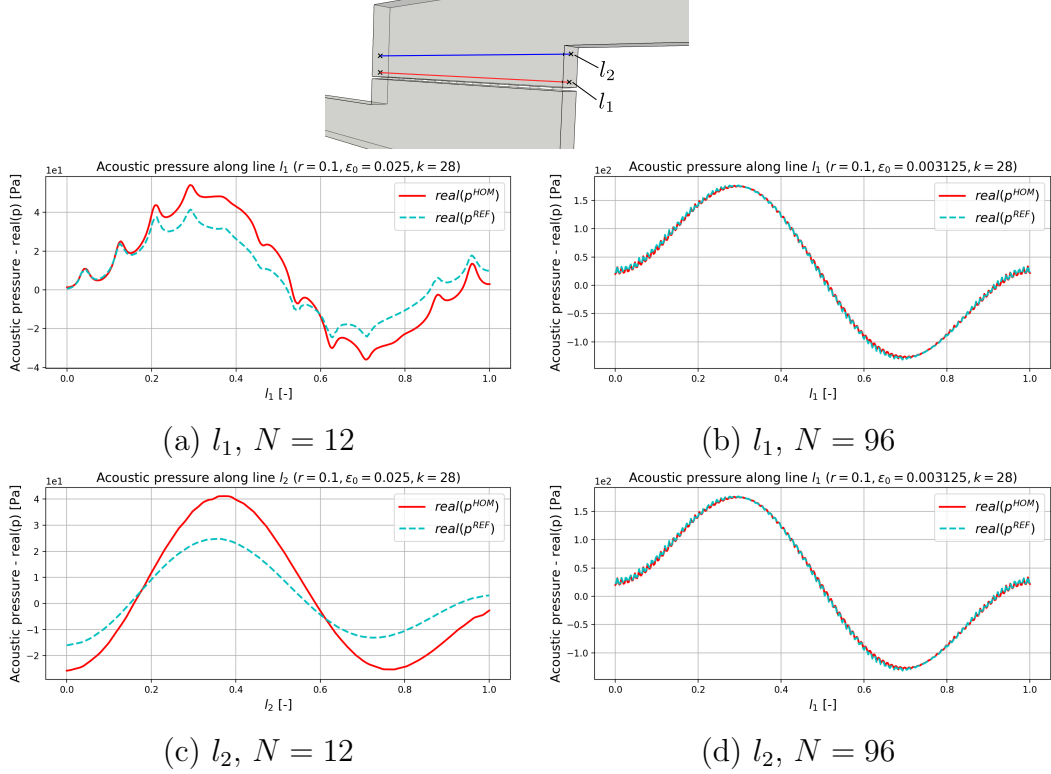 l₂
l₁
Acoustic pressure along line l₁ (r = 0.1, ε₀ = 0.025, k = 28)
1e1
Acoustic pressure - real(p) [Pa]
4
2
0
−2
−4
real(p^HOM)
real(p^REF)
0.0 0.2 0.4 0.6 0.8 1.0
l₁ [-]
(a) l₁, N = 12
Acoustic pressure along line l₁ (r = 0.1, ε₀ = 0.003125, k = 28)
1e2
Acoustic pressure - real(p) [Pa]
1.5
1.0
0.5
0.0
−0.5
−1.0
real(p^HOM)
real(p^REF)
0.0 0.2 0.4 0.6 0.8 1.0
l₁ [-]
(b) l₁, N = 96
Acoustic pressure along line l₂ (r = 0.1, ε₀ = 0.025, k = 28)
1e1
Acoustic pressure - real(p) [Pa]
4
3
2
1
0
−1
−2
real(p^HOM)
real(p^REF)
0.0 0.2 0.4 0.6 0.8 1.0
l₂ [-]
(c) l₂, N = 12
Acoustic pressure along line l₁ (r = 0.1, ε₀ = 0.003125, k = 28)
1e2
Acoustic pressure - real(p) [Pa]
1.5
1.0
0.5
0.0
−0.5
−1.0
real(p^HOM)
real(p^REF)
0.0 0.2 0.4 0.6 0.8 1.0
l₁ [-]
(d) l₂, N = 96